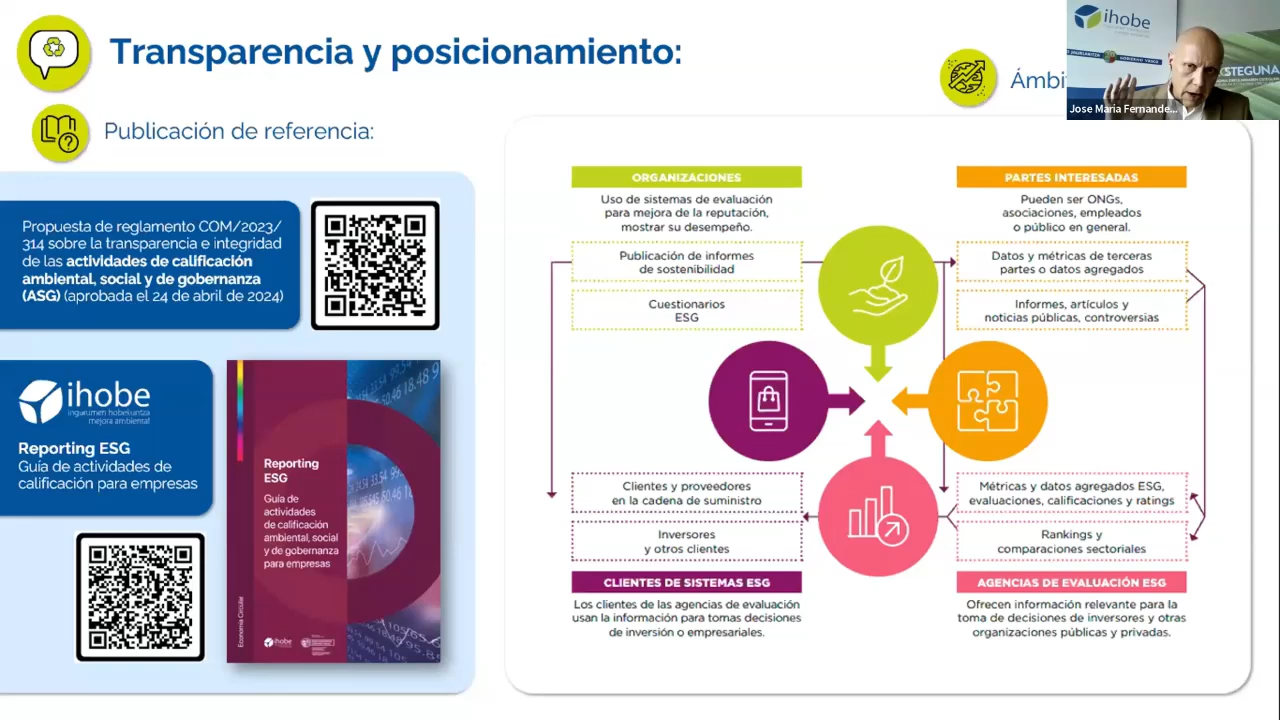 Transparencia y posicionamiento:
Publicación de referencia:
Propuesta de reglamento COM/2023/
314 sobre la transparencia e integridad
de las actividades de calificación
ambiental, social y de gobernanza
(ASG) (aprobada el 24 de abril de 2024)
ihobe
ingurumen hobekuntza
mejora ambiental
Reporting ESG
Guía de actividades de
calificación para empresas
Reporting
ESG
Guía de
actividades
de calificación
ambiental, social
y de gobernanza
para empresas
Economía Circular
ihobe
ihobe
ESTEGUNA
Jose Maria Fernande...
ORGANIZACIONES
Uso de sistemas de evaluación
para mejora de la reputación,
mostrar su desempeño.
Publicación de informes
de sostenibilidad
Cuestionarios
ESG
PARTES INTERESADAS
Pueden ser ONGs,
asociaciones, empleados
o público en general.
Datos y métricas de terceras
partes o datos agregados
Informes, artículos y
noticias públicas, controversias
Clientes y proveedores
en la cadena de suministro
Inversores
y otros clientes
CLIENTES DE SISTEMAS ESG
Los clientes de las agencias de evaluación
usan la información para tomas decisiones
de inversión o empresariales.
Métricas y datos agregados ESG,
evaluaciones, calificaciones y ratings
Rankings y
comparaciones sectoriales
AGENCIAS DE EVALUACIÓN ESG
Ofrecen información relevante para la
toma de decisiones de inversores y otras
organizaciones públicas y privadas.